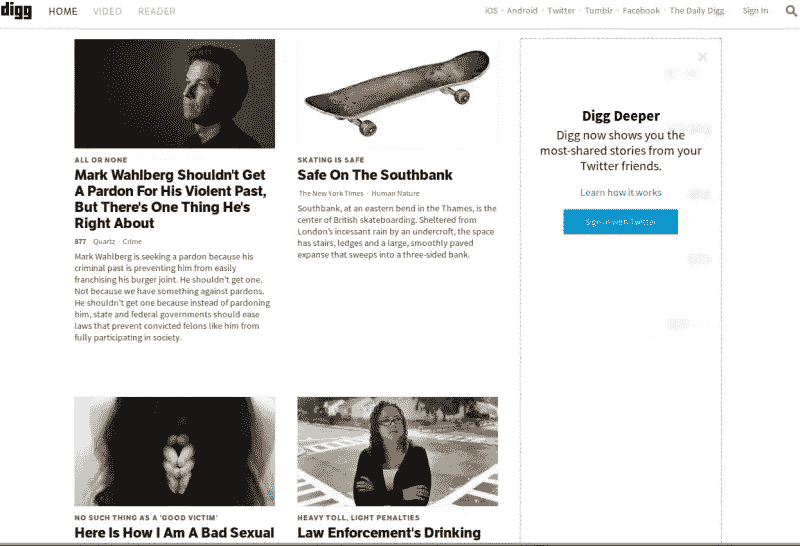 digg HOME VIDEO READER iOS · Android · Twitter · Tumblr · Facebook · The Daily Digg Sign In
ALL OR NONE
Mark Wahlberg Shouldn't Get
A Pardon For His Violent Past,
But There's One Thing He's
Right About
877 Quartz · Crime
Mark Wahlberg is seeking a pardon because his
criminal past is preventing him from easily
franchising his burger joint. He shouldn't get one.
Not because we have something against pardons.
He shouldn't get one because instead of pardoning
him, state and federal governments should ease
laws that prevent convicted felons like him from
fully participating in society.
SKATING IS SAFE
Safe On The Southbank
The New York Times · Human Nature
Southbank, at an eastern bend in the Thames, is the
center of British skateboarding. Sheltered from
London's incessant rain by an undercroft, the space
has stairs, ledges and a large, smoothly paved
expanse that sweeps into a three-sided bank.
Digg Deeper
Digg now shows you the
most-shared stories from your
Twitter friends.
Learn how it works
Sign in with Twitter
NO SUCH THING AS A 'GOOD VICTIM'
Here Is How I Am A Bad Sexual
HEAVY TOLL, LIGHT PENALTIES
Law Enforcement's Drinking